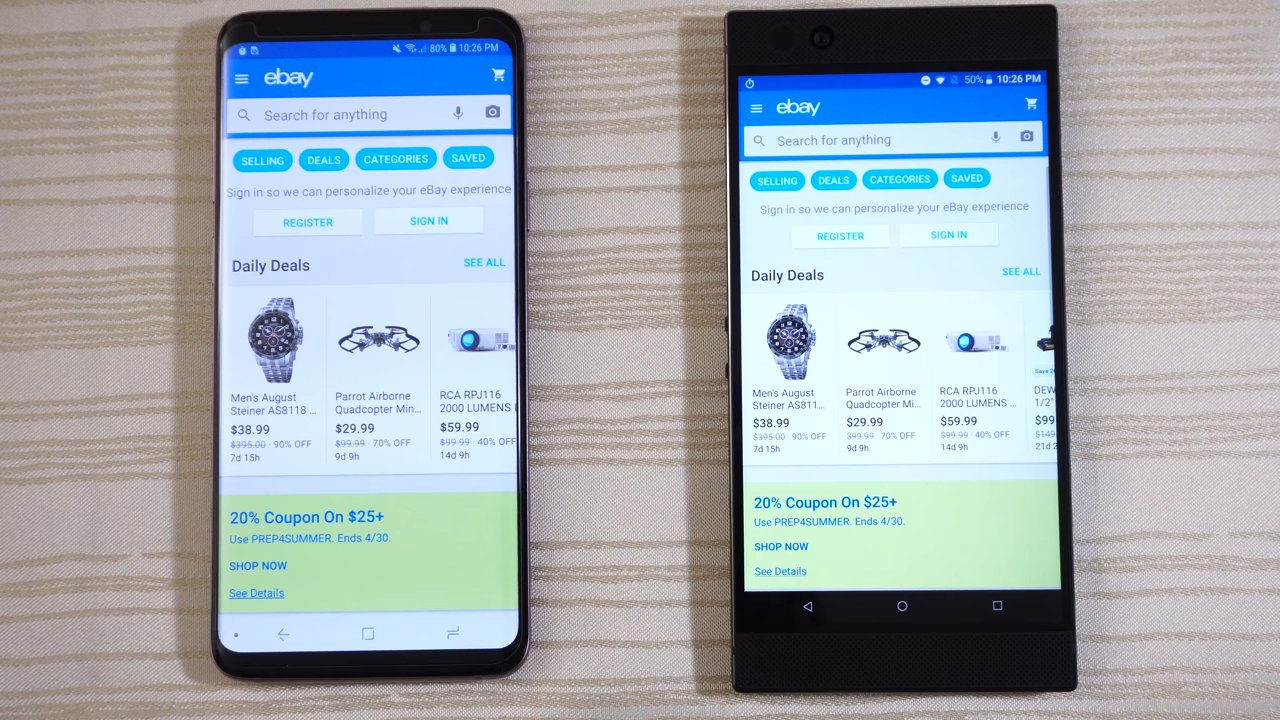 80% 10:26 PM
ebay
Search for anything
SELLING DEALS CATEGORIES SAVED
Sign in so we can personalize your eBay experience
REGISTER SIGN IN
Daily Deals SEE ALL
Men's August Parrot Airborne RCA RPJ116
Steiner AS8118 ... Quadcopter Min... 2000 LUMENS
$38.99 $29.99 $59.99
$395.00 · 90% OFF $99.99 · 70% OFF $99.99 · 40% OFF
7d 15h 9d 9h 14d 9h
20% Coupon On $25+
Use PREP4SUMMER. Ends 4/30.
SHOP NOW
See Details
50% 10:26 PM
ebay
Search for anything
SELLING DEALS CATEGORIES SAVED
Sign in so we can personalize your eBay experience
REGISTER SIGN IN
Daily Deals SEE ALL
Save
Men's August Parrot Airborne RCA RPJ116 DEW
Steiner AS811... Quadcopter Mi... 2000 LUMENS ... 1/2"
$38.99 $29.99 $59.99 $99
$395.00 · 90% OFF $99.99 · 70% OFF $99.99 · 40% OFF $149
7d 15h 9d 9h 14d 9h 21d 2
20% Coupon On $25+
Use PREP4SUMMER. Ends 4/30.
SHOP NOW
See Details